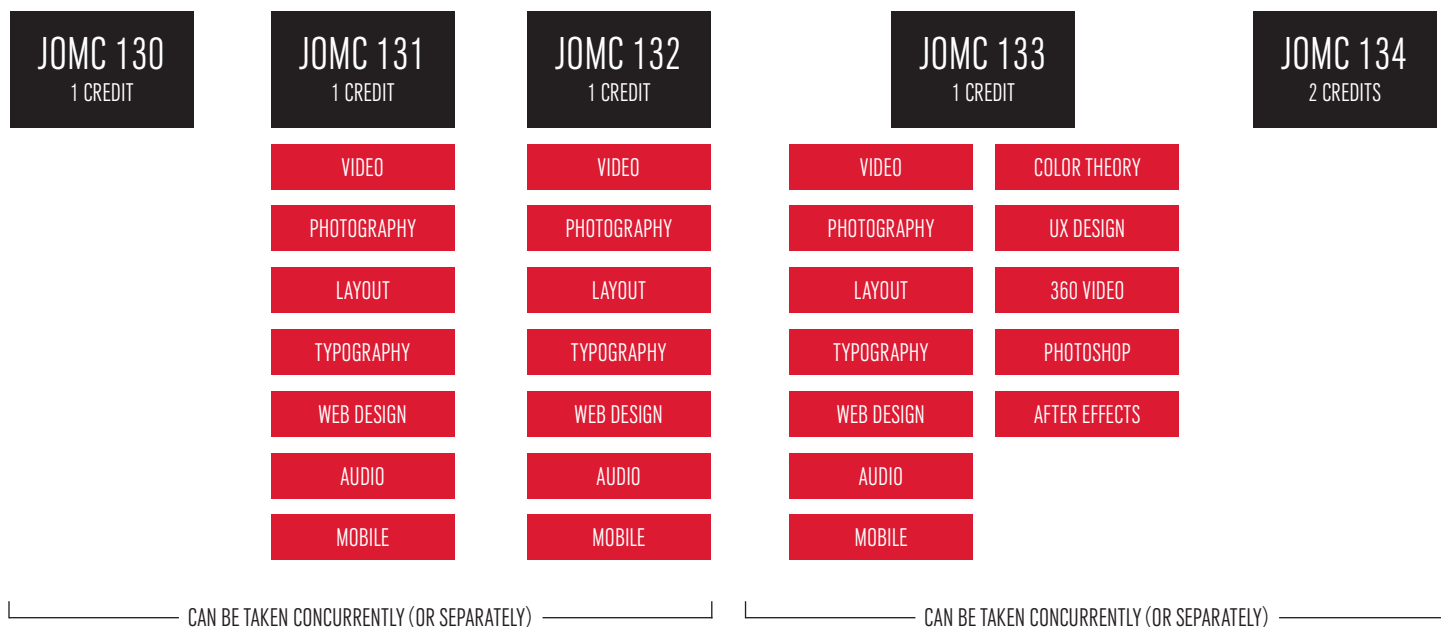 JOMC 130
1 CREDIT
JOMC 131
1 CREDIT
VIDEO
PHOTOGRAPHY
LAYOUT
TYPOGRAPHY
WEB DESIGN
AUDIO
MOBILE
JOMC 132
1 CREDIT
VIDEO
PHOTOGRAPHY
LAYOUT
TYPOGRAPHY
WEB DESIGN
AUDIO
MOBILE
JOMC 133
1 CREDIT
VIDEO
PHOTOGRAPHY
LAYOUT
TYPOGRAPHY
WEB DESIGN
AUDIO
MOBILE
COLOR THEORY
UX DESIGN
360 VIDEO
PHOTOSHOP
AFTER EFFECTS
JOMC 134
2 CREDITS
CAN BE TAKEN CONCURRENTLY (OR SEPARATELY)
CAN BE TAKEN CONCURRENTLY (OR SEPARATELY)